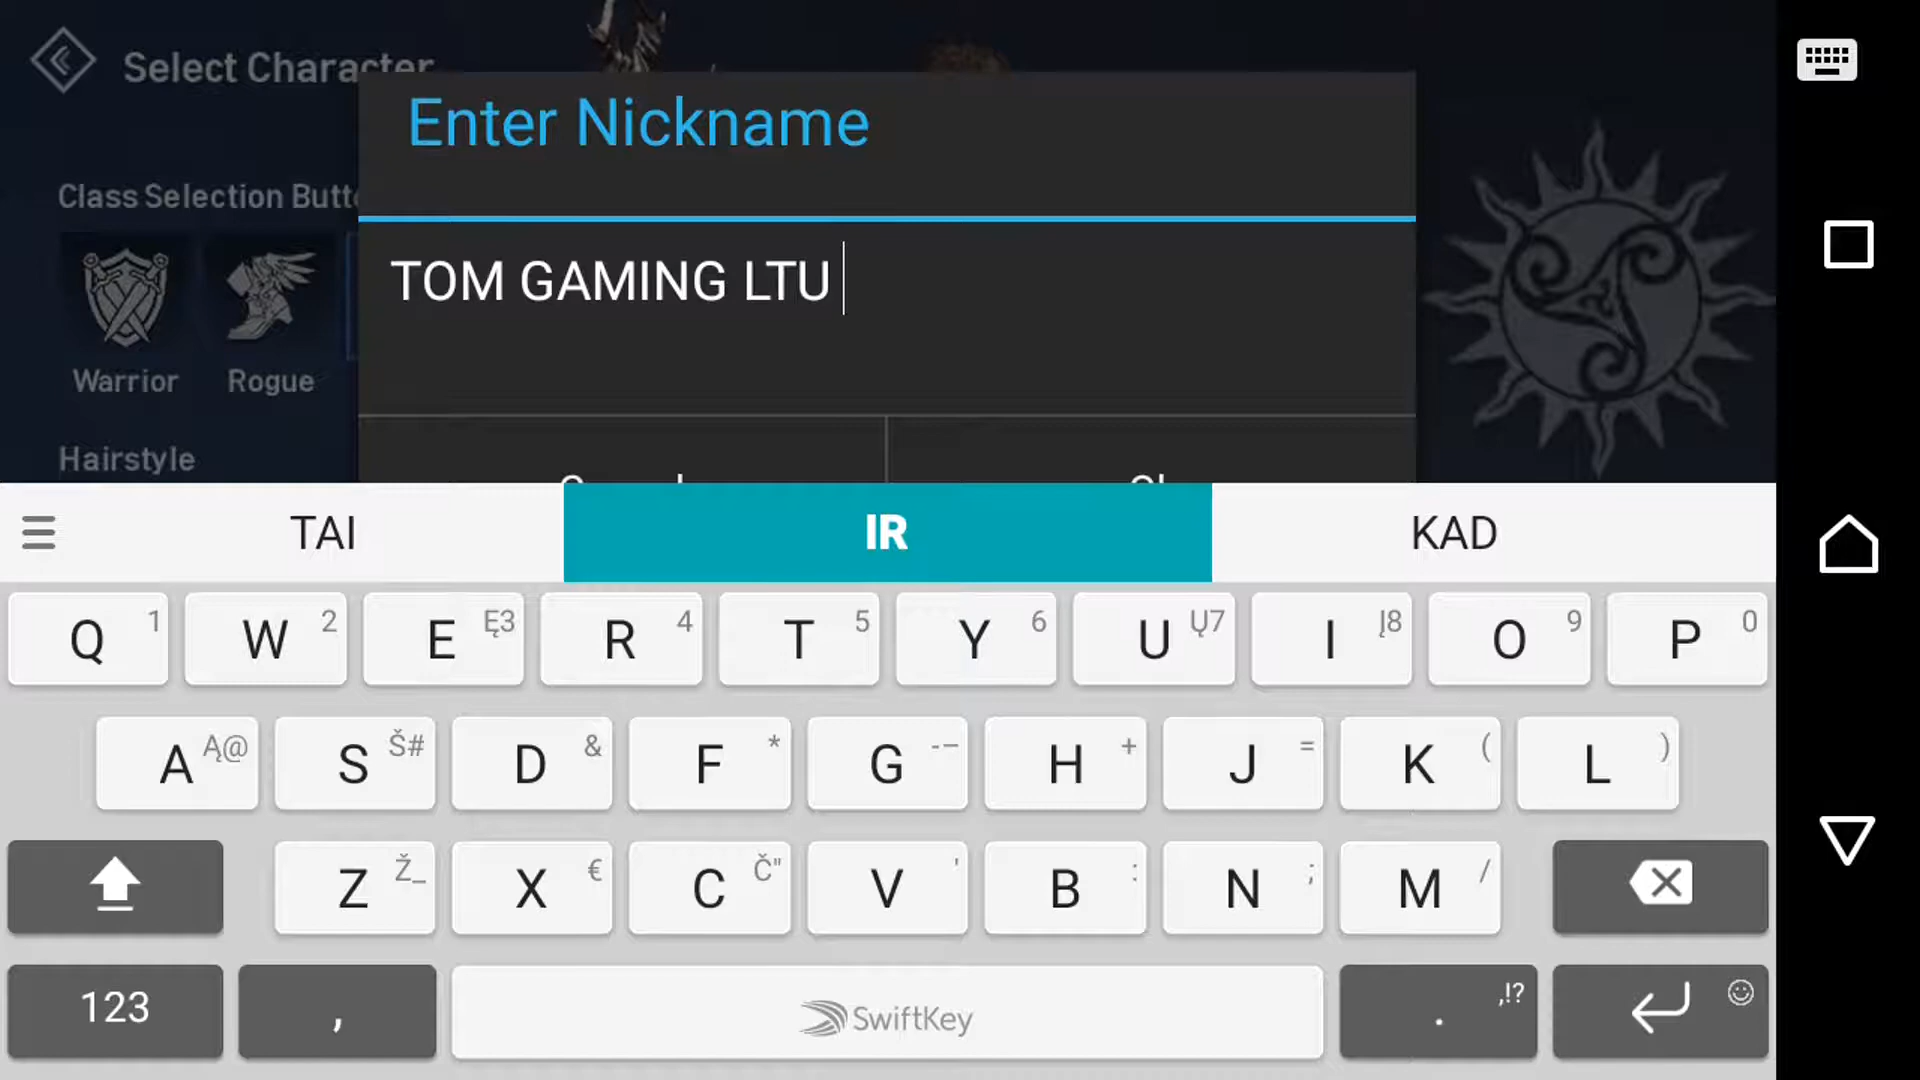 Select Character
Enter Nickname
Class Selection
TOM GAMING LTU
Warrior
Rogue
Hairstyle
TAI
IR
KAD
Q 1 W 2 E Ę3 R 4 T 5 Y 6 U Ų7 I Į8 O 9 P 0
A Ą@ S Š# D & F * G -– H + J = K ( L )
Z Ž_ X € C Č" V ' B : N ; M /
123 , SwiftKey . ,!?